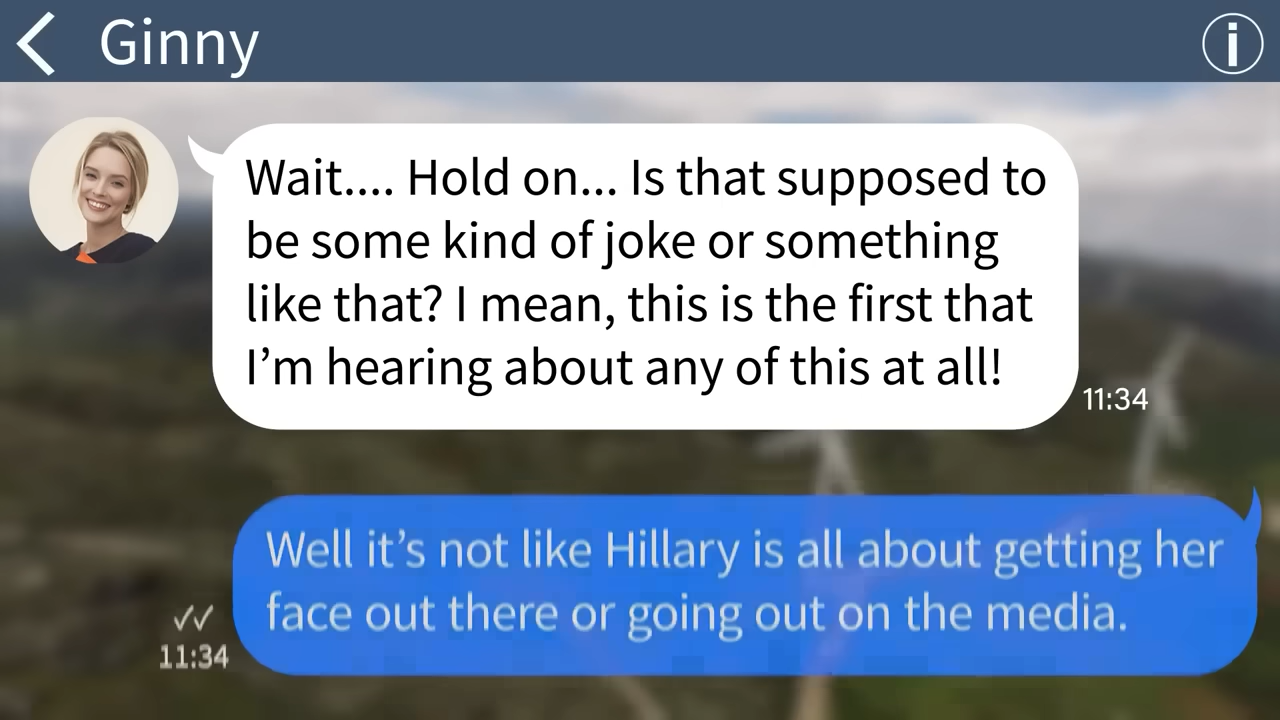 Ginny
Wait.... Hold on... Is that supposed to
be some kind of joke or something
like that? I mean, this is the first that
I’m hearing about any of this at all!
11:34
Well it’s not like Hillary is all about getting her
face out there or going out on the media.
11:34